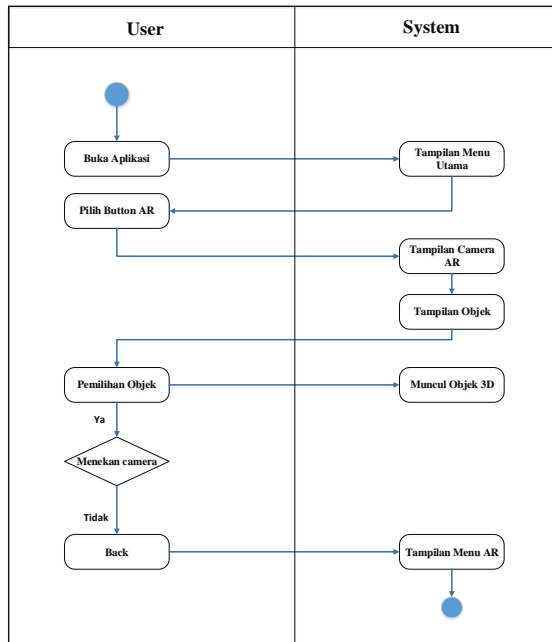 User
System
Buka Aplikasi
Tampilan Menu
Utama
Pilih Button AR
Tampilan Camera
AR
Tampilan Objek
Pemilihan Objek
Muncul Objek 3D
Ya
Menekan camera
Tidak
Back
Tampilan Menu AR